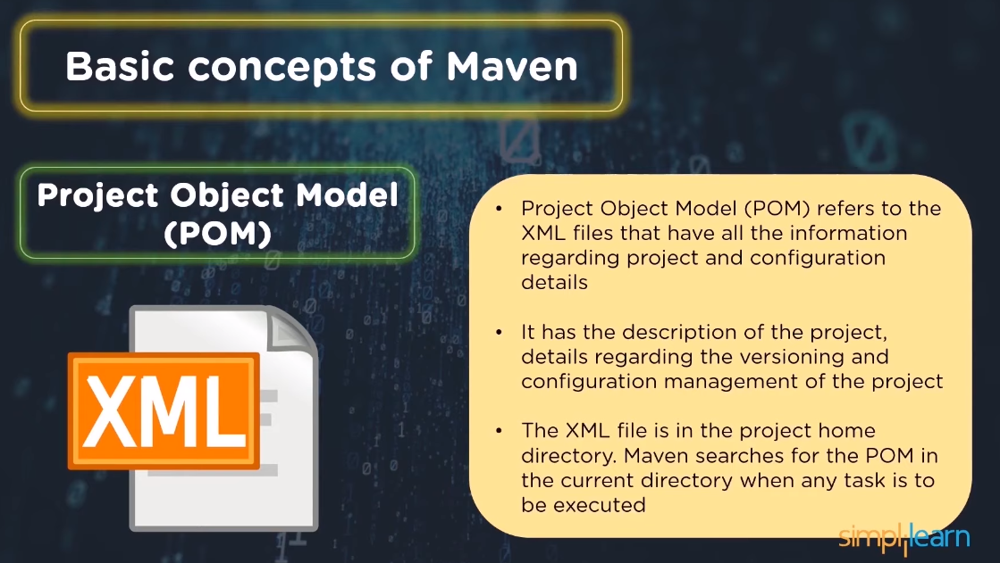 Basic concepts of Maven
Project Object Model
(POM)
XML
• Project Object Model (POM) refers to the
XML files that have all the information
regarding project and configuration
details
• It has the description of the project,
details regarding the versioning and
configuration management of the project
• The XML file is in the project home
directory. Maven searches for the POM in
the current directory when any task is to
be executed
simplilearn